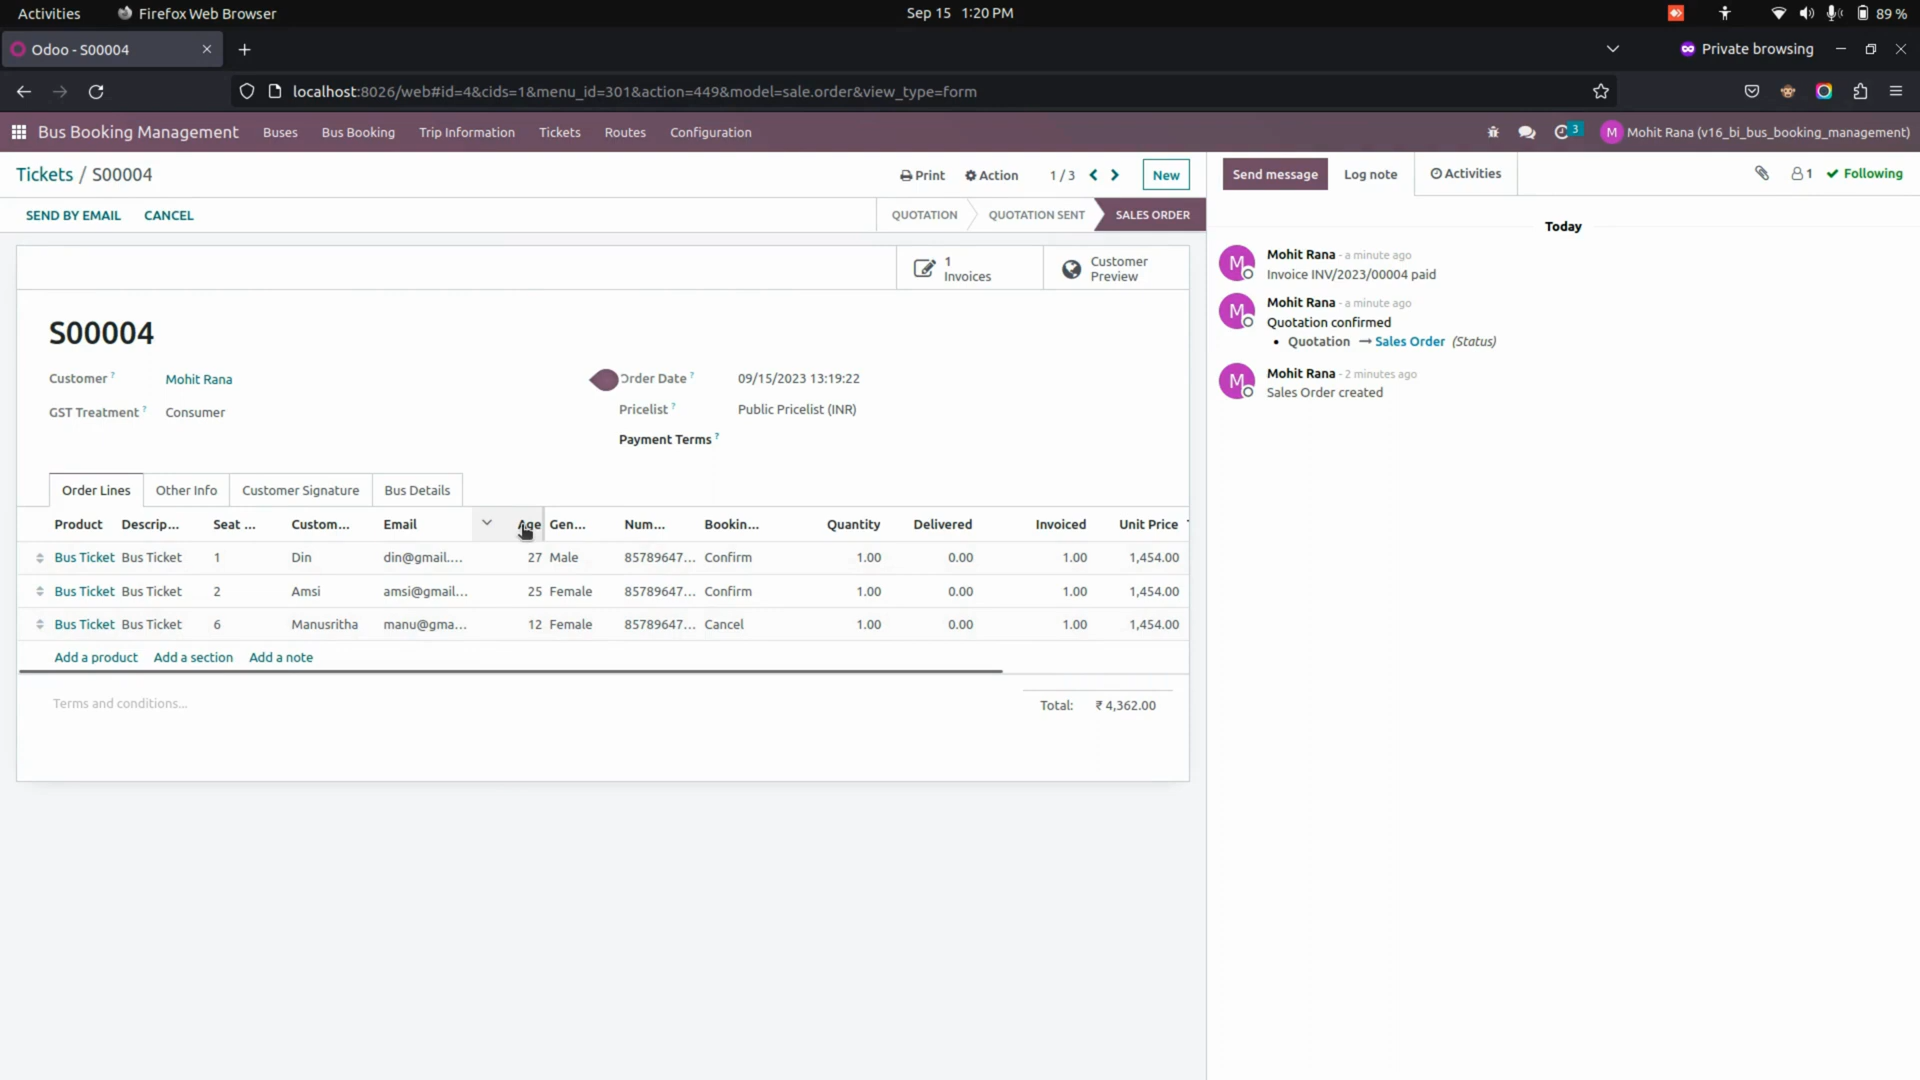 Activities Firefox Web Browser Sep 15 1:20 PM 89 %
Odoo - S00004 Private browsing
localhost:8026/web#id=4&cids=1&menu_id=301&action=449&model=sale.order&view_type=form
Bus Booking Management Buses Bus Booking Trip Information Tickets Routes Configuration 3 M Mohit Rana (v16_bi_bus_booking_management)
Tickets / S00004 Print Action 1 / 3 New Send message Log note Activities 1 Following
SEND BY EMAIL CANCEL QUOTATION QUOTATION SENT SALES ORDER
Today
1 Invoices
Customer Preview
M Mohit Rana - a minute ago
Invoice INV/2023/00004 paid
M Mohit Rana - a minute ago
Quotation confirmed
• Quotation → Sales Order (Status)
M Mohit Rana - 2 minutes ago
Sales Order created
S00004
Customer ? Mohit Rana Order Date ? 09/15/2023 13:19:22
GST Treatment ? Consumer Pricelist ? Public Pricelist (INR)
Payment Terms ?
Order Lines Other Info Customer Signature Bus Details
Product Descrip... Seat ... Custom... Email Age Gen... Num... Bookin... Quantity Delivered Invoiced Unit Price
Bus Ticket Bus Ticket 1 Din din@gmail.... 27 Male 85789647... Confirm 1.00 0.00 1.00 1,454.00
Bus Ticket Bus Ticket 2 Amsi amsi@gmail... 25 Female 85789647... Confirm 1.00 0.00 1.00 1,454.00
Bus Ticket Bus Ticket 6 Manusritha manu@gma... 12 Female 85789647... Cancel 1.00 0.00 1.00 1,454.00
Add a product Add a section Add a note
Terms and conditions... Total: ₹ 4,362.00